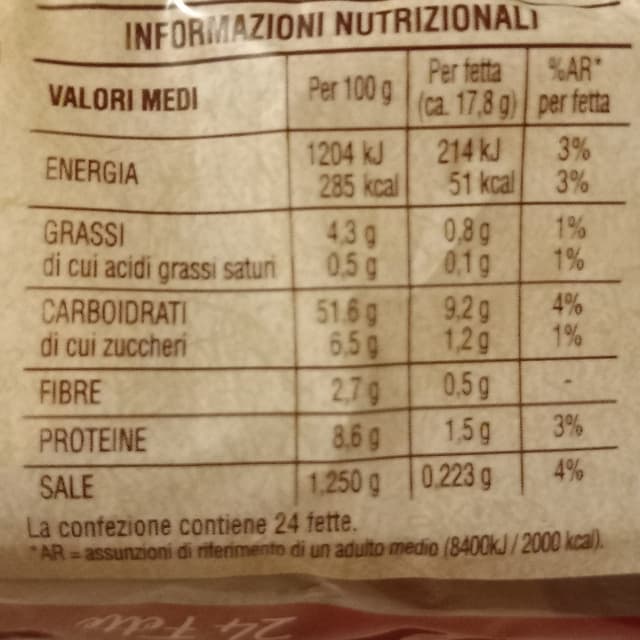 INFORMAZIONI NUTRIZIONALI
VALORI MEDI Per 100 g Per fetta (ca. 17,8 g) %AR* per fetta
ENERGIA 1204 kJ 214 kJ 3%
285 kcal 51 kcal 3%
GRASSI 4,3 g 0,8 g 1%
di cui acidi grassi saturi 0,5 g 0,1 g 1%
CARBOIDRATI 51,6 g 9,2 g 4%
di cui zuccheri 6,5 g 1,2 g 1%
FIBRE 2,7 g 0,5 g -
PROTEINE 8,6 g 1,5 g 3%
SALE 1,250 g 0,223 g 4%
La confezione contiene 24 fette.
*AR = assunzioni di riferimento di un adulto medio (8400kJ / 2000 kcal).
24 Fette